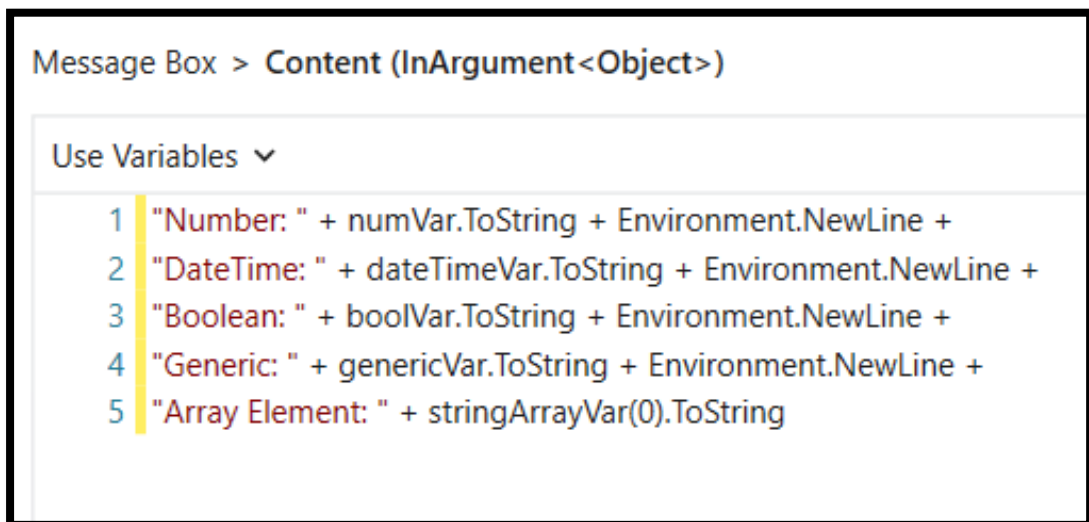 Message Box > Content (InArgument<Object>)
Use Variables
1 "Number: " + numVar.ToString + Environment.NewLine +
2 "DateTime: " + dateTimeVar.ToString + Environment.NewLine +
3 "Boolean: " + boolVar.ToString + Environment.NewLine +
4 "Generic: " + genericVar.ToString + Environment.NewLine +
5 "Array Element: " + stringArrayVar(0).ToString